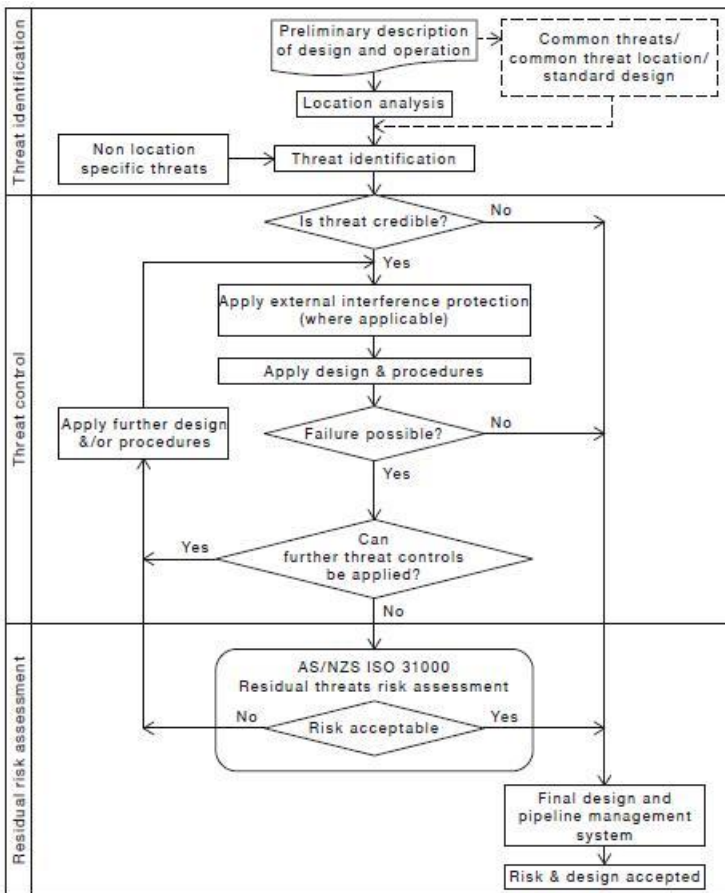 Threat identification
Preliminary description
of design and operation
Common threats/
common threat location/
standard design
Location analysis
Non location
specific threats
Threat identification
Threat control
Is threat credible?
No
Yes
Apply external interference protection
(where applicable)
Apply design & procedures
Apply further design
&/or procedures
Failure possible?
No
Yes
Can
further threat controls
be applied?
Yes
No
Residual risk assessment
AS/NZS ISO 31000
Residual threats risk assessment
No
Risk acceptable
Yes
Final design and
pipeline management
system
Risk & design accepted